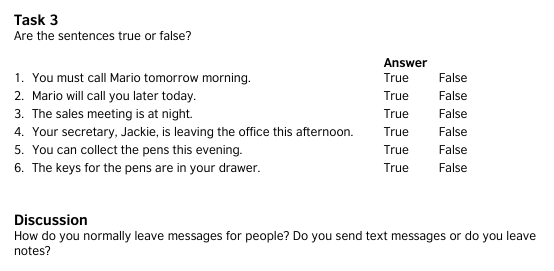 Task 3
Are the sentences true or false?
Answer
1. You must call Mario tomorrow morning. True False
2. Mario will call you later today. True False
3. The sales meeting is at night. True False
4. Your secretary, Jackie, is leaving the office this afternoon. True False
5. You can collect the pens this evening. True False
6. The keys for the pens are in your drawer. True False
Discussion
How do you normally leave messages for people? Do you send text messages or do you leave
notes?